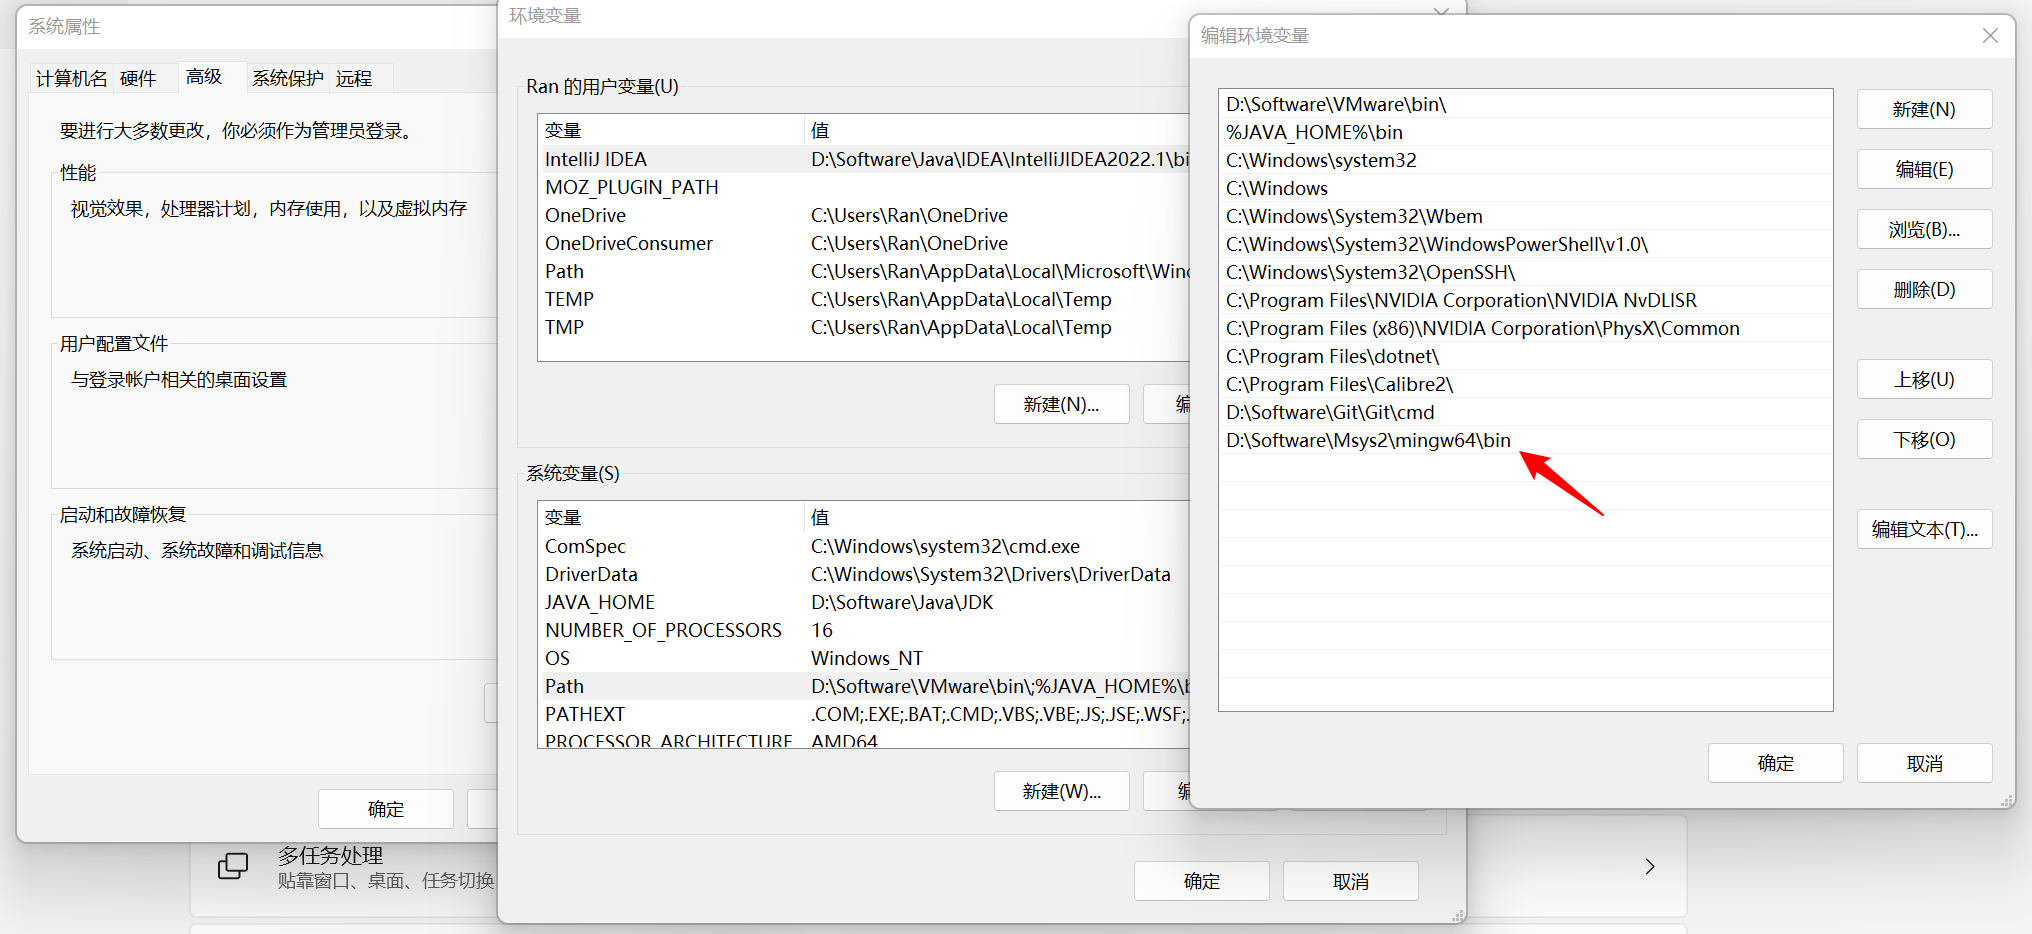 系统属性
计算机名
硬件
高级
系统保护
远程
要进行大多数更改，你必须作为管理员登录。
性能
视觉效果，处理器计划，内存使用，以及虚拟内存
用户配置文件
与登录帐户相关的桌面设置
启动和故障恢复
系统启动、系统故障和调试信息
确定
多任务处理
贴靠窗口、桌面、任务切换
环境变量
Ran 的用户变量(U)
变量 值
IntelliJ IDEA D:\Software\Java\IDEA\IntelliJIDEA2022.1\bi
MOZ_PLUGIN_PATH
OneDrive C:\Users\Ran\OneDrive
OneDriveConsumer C:\Users\Ran\OneDrive
Path C:\Users\Ran\AppData\Local\Microsoft\Wind
TEMP C:\Users\Ran\AppData\Local\Temp
TMP C:\Users\Ran\AppData\Local\Temp
新建(N)... 编
系统变量(S)
变量 值
ComSpec C:\Windows\system32\cmd.exe
DriverData C:\Windows\System32\Drivers\DriverData
JAVA_HOME D:\Software\Java\JDK
NUMBER_OF_PROCESSORS 16
OS Windows_NT
Path D:\Software\VMware\bin\;%JAVA_HOME%\b
PATHEXT .COM;.EXE;.BAT;.CMD;.VBS;.VBE;.JS;.JSE;.WSF;.
PROCESSOR_ARCHITECTURE AMD64
新建(W)... 编
确定 取消
编辑环境变量
D:\Software\VMware\bin\
%JAVA_HOME%\bin
C:\Windows\system32
C:\Windows
C:\Windows\System32\Wbem
C:\Windows\System32\WindowsPowerShell\v1.0\
C:\Windows\System32\OpenSSH\
C:\Program Files\NVIDIA Corporation\NVIDIA NvDLISR
C:\Program Files (x86)\NVIDIA Corporation\PhysX\Common
C:\Program Files\dotnet\
C:\Program Files\Calibre2\
D:\Software\Git\Git\cmd
D:\Software\Msys2\mingw64\bin
新建(N)
编辑(E)
浏览(B)...
删除(D)
上移(U)
下移(O)
编辑文本(T)...
确定 取消